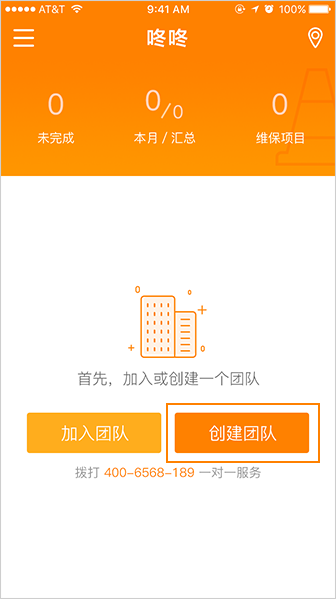 AT&T 9:41 AM 100%
咚咚
0 0/0 0
未完成 本月 / 汇总 维保项目
首先，加入或创建一个团队
加入团队 创建团队
拨打 400-6568-189 一对一服务